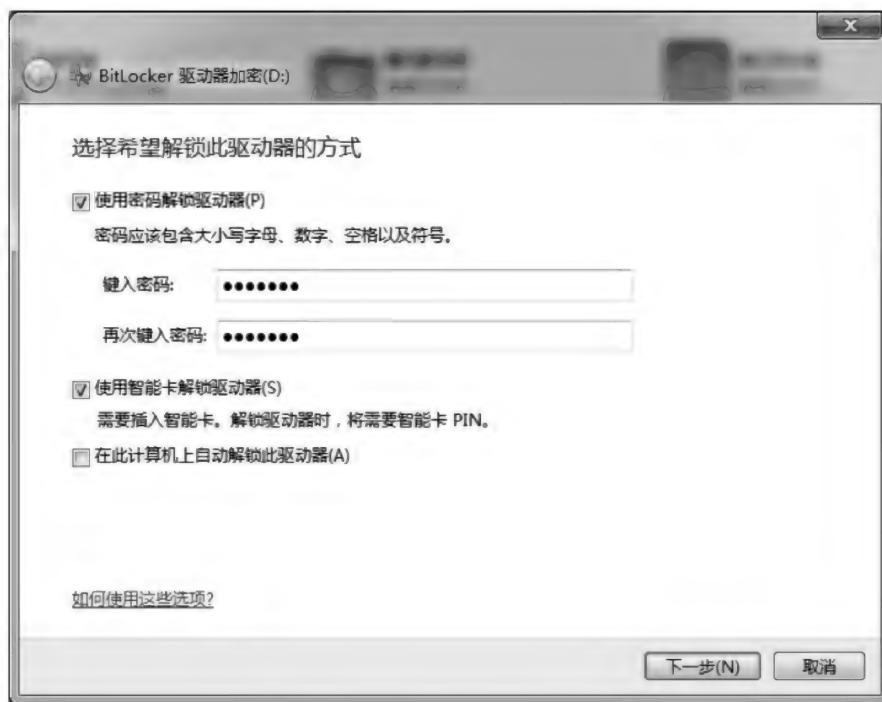 BitLocker 驱动器加密(D:)
选择希望解锁此驱动器的方式
使用密码解锁驱动器(P)
密码应该包含大小写字母、数字、空格以及符号。
键入密码: ●●●●●●●
再次键入密码: ●●●●●●●
使用智能卡解锁驱动器(S)
需要插入智能卡。解锁驱动器时，将需要智能卡 PIN。
在此计算机上自动解锁此驱动器(A)
如何使用这些选项?
下一步(N) 取消